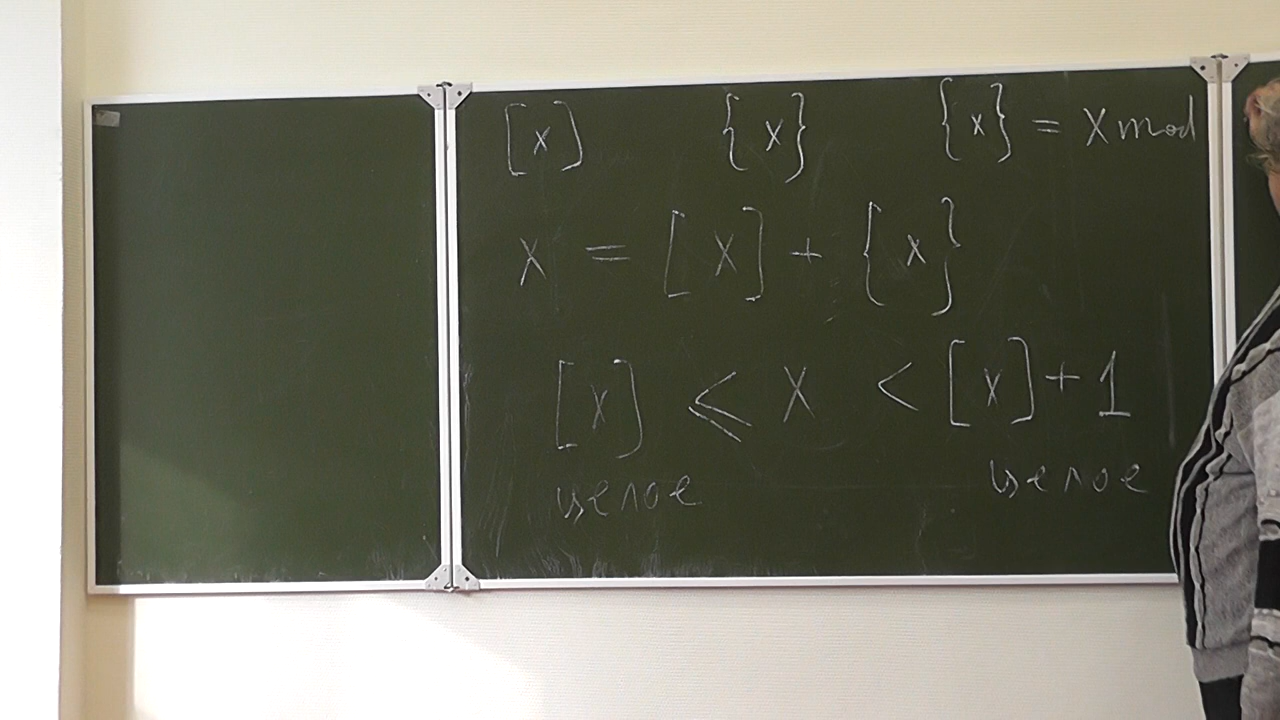 [x] {x} {x} = x mod
x = [x] + {x}
[x] ⩽ x < [x] + 1
целое целое